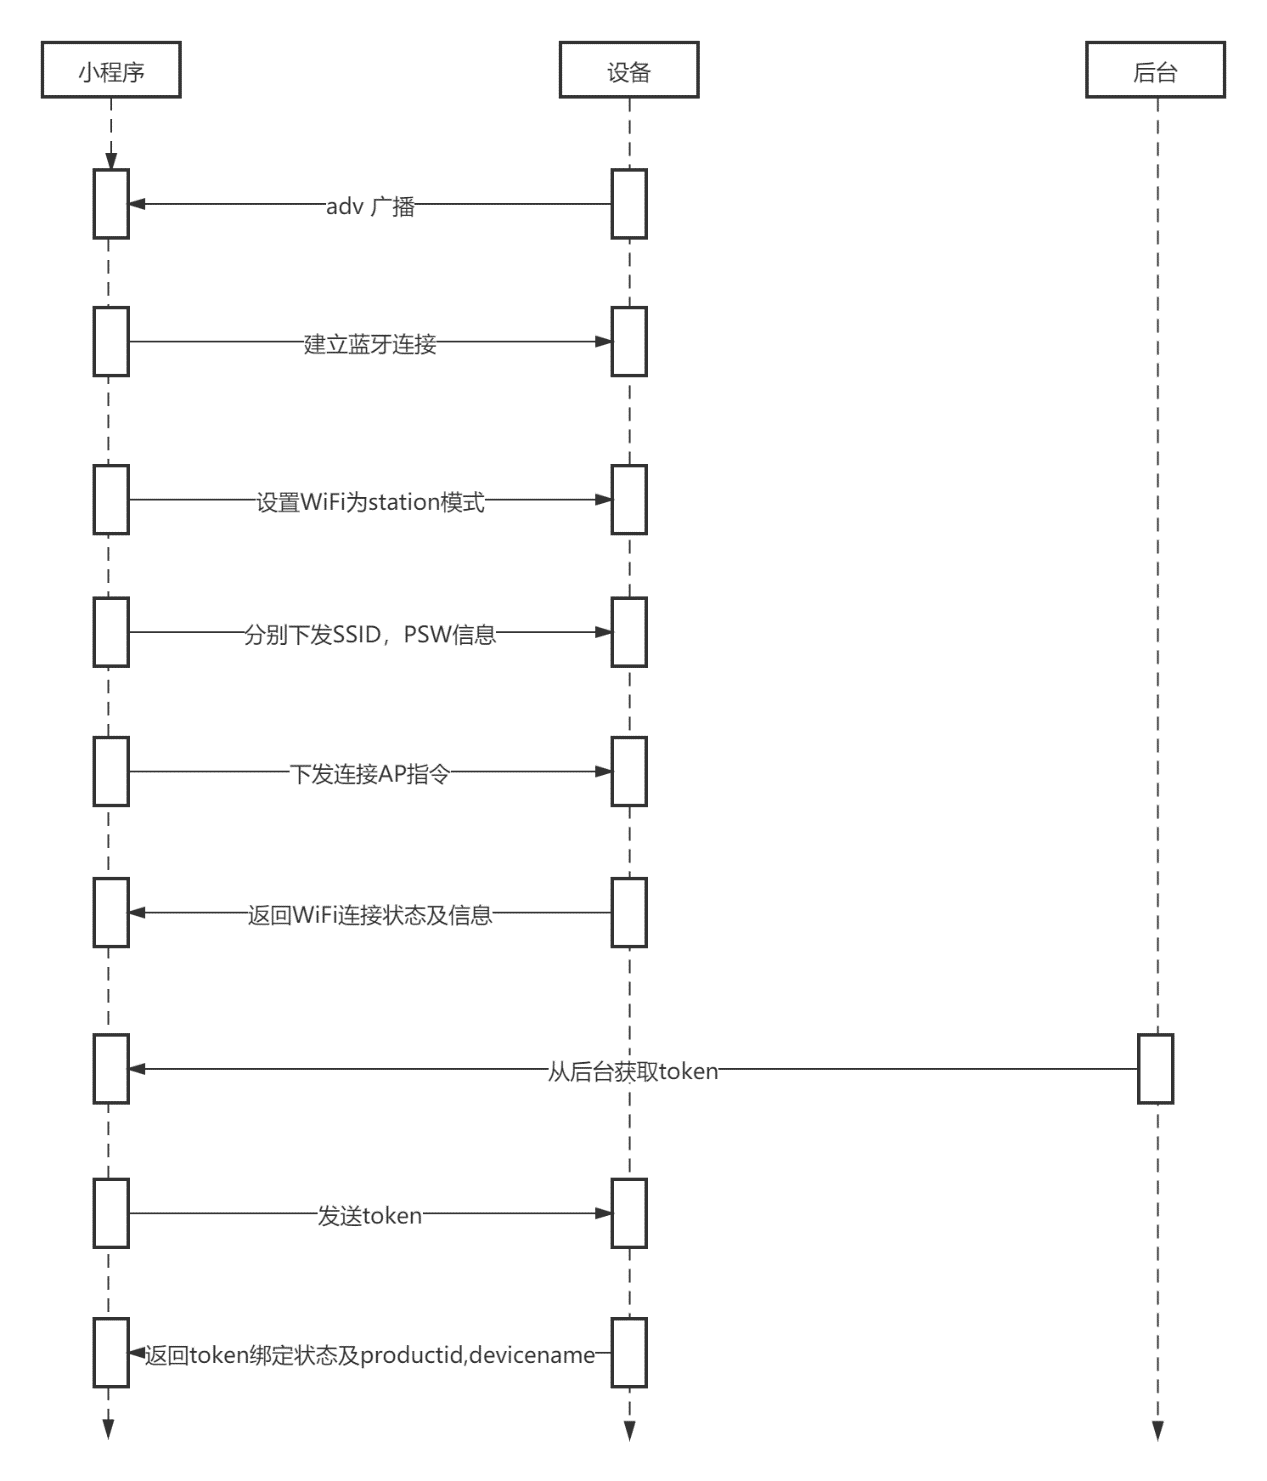 小程序
设备
后台
adv 广播
建立蓝牙连接
设置WiFi为station模式
分别下发SSID，PSW信息
下发连接AP指令
返回WiFi连接状态及信息
从后台获取token
发送token
返回token绑定状态及productid,devicename